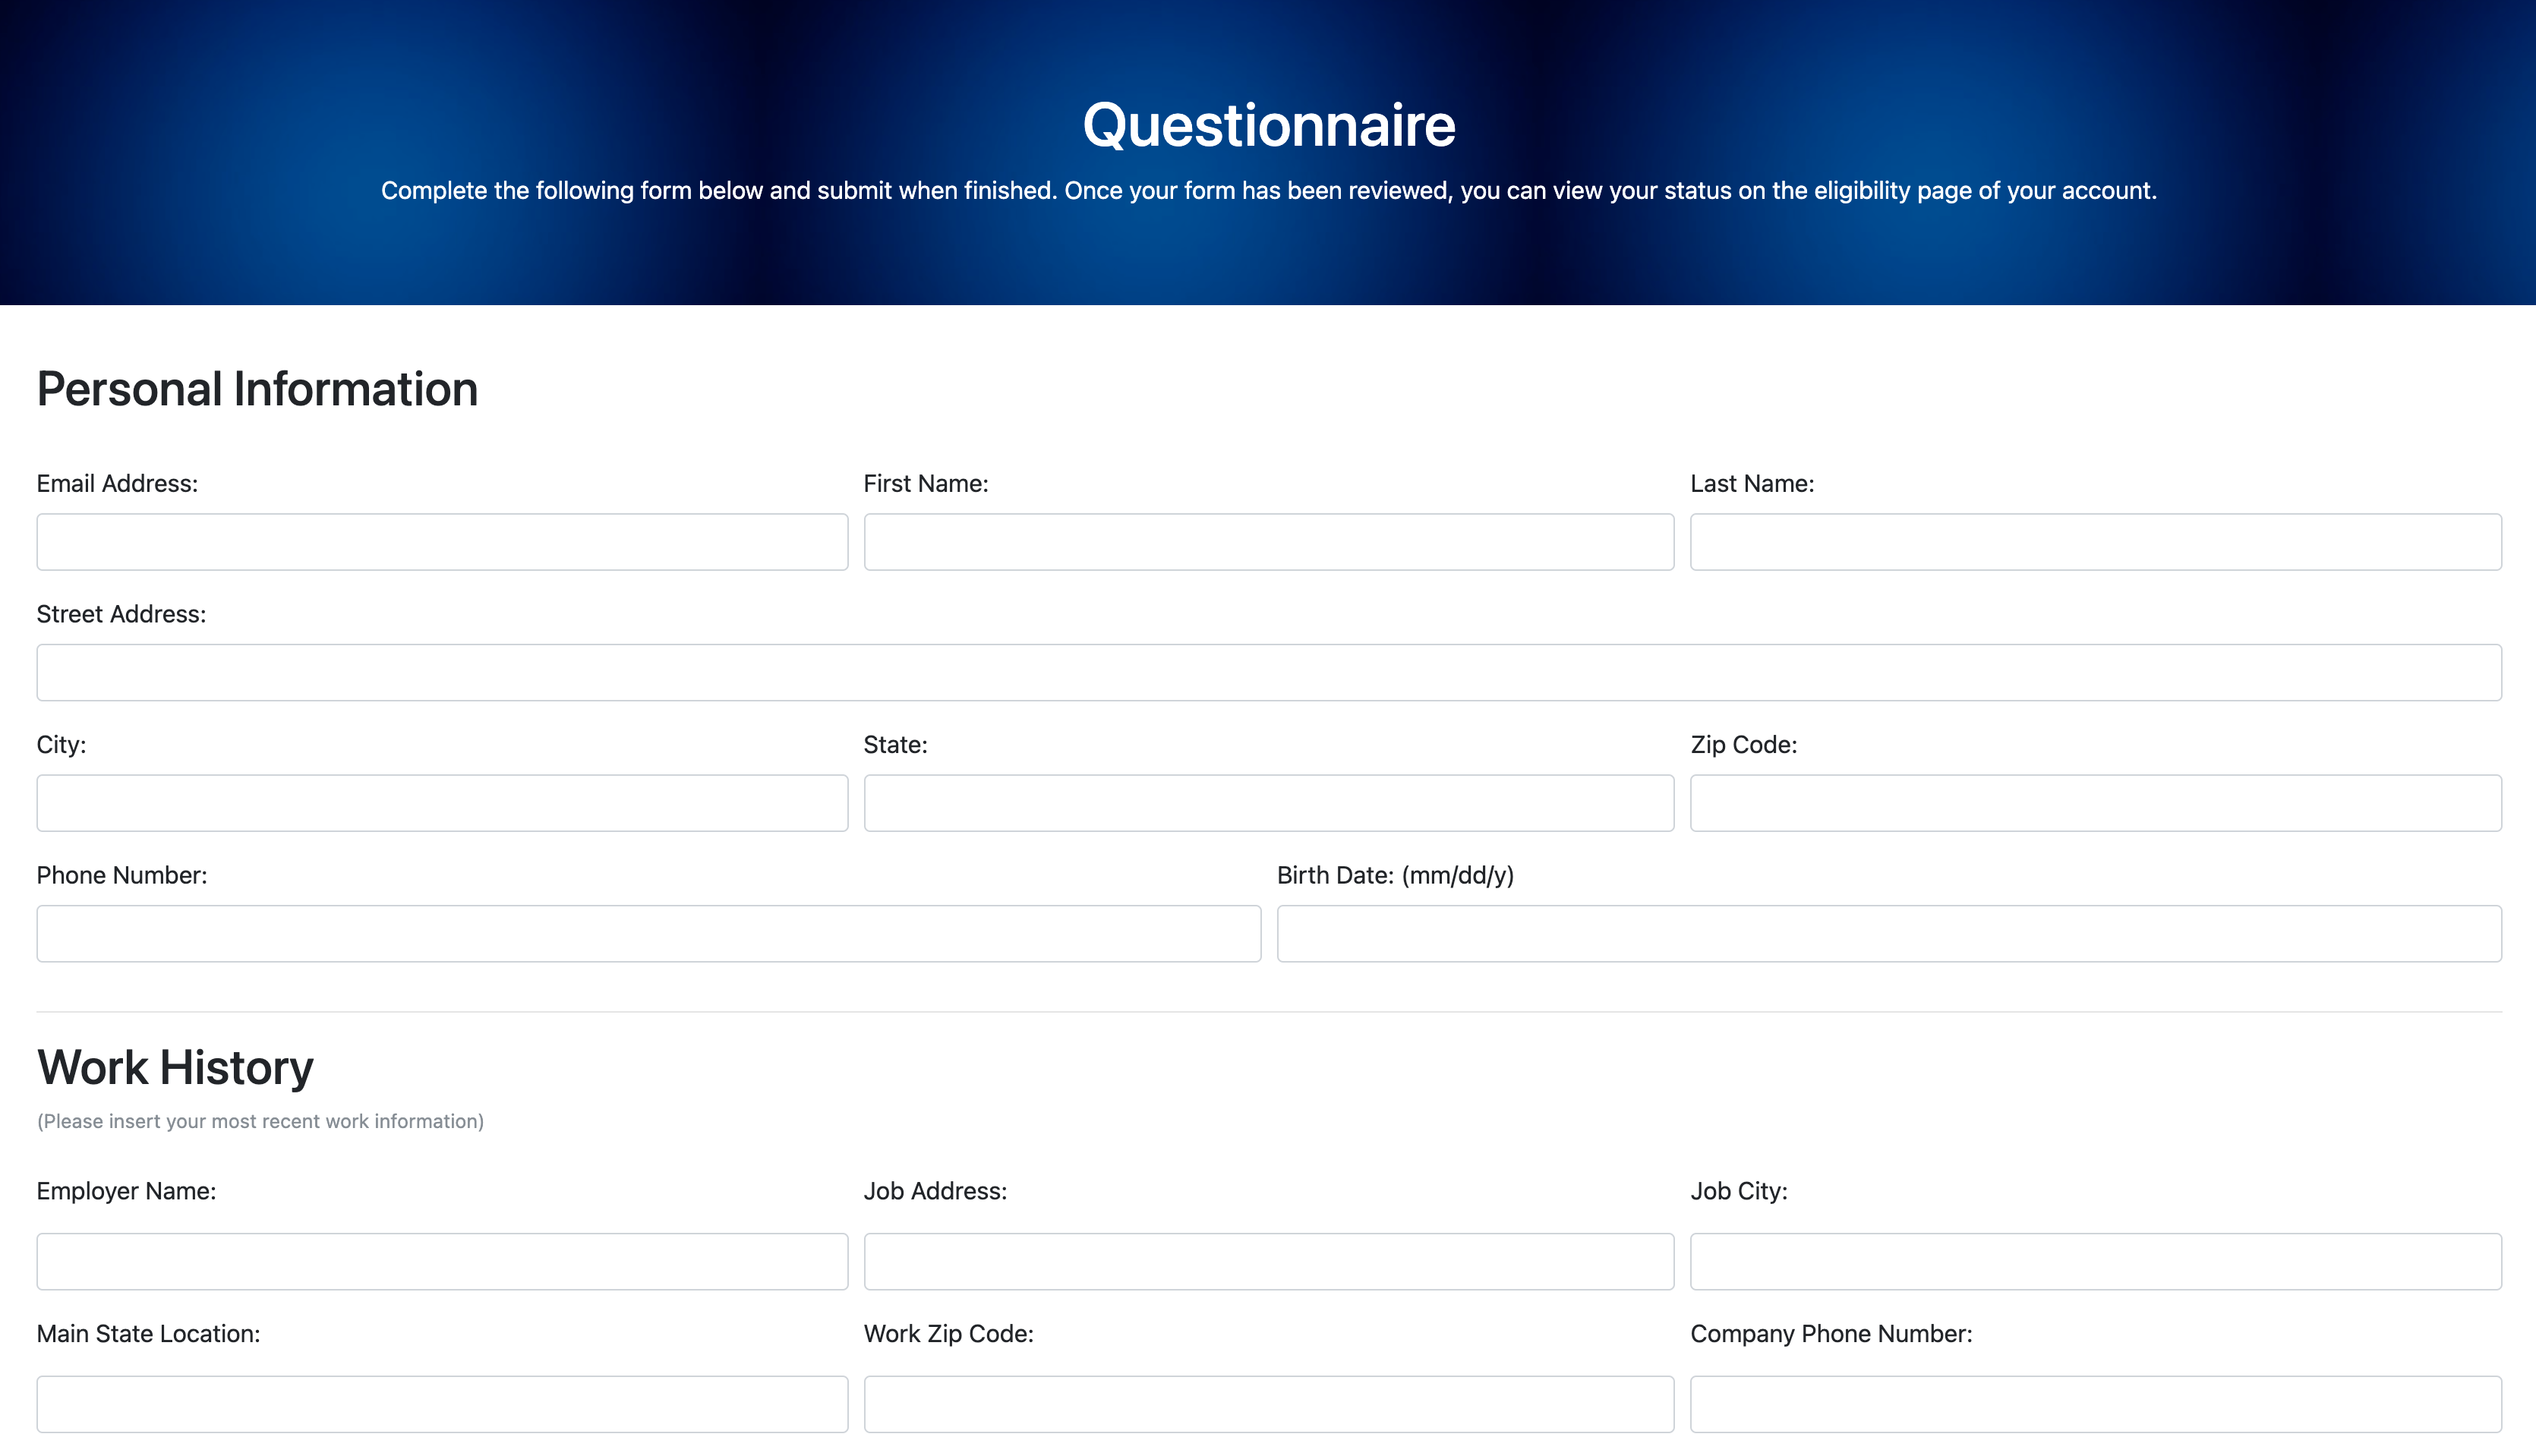 Questionnaire
Complete the following form below and submit when finished. Once your form has been reviewed, you can view your status on the eligibility page of your account.
Personal Information
Email Address:
First Name:
Last Name:
Street Address:
City:
State:
Zip Code:
Phone Number:
Birth Date: (mm/dd/y)
Work History
(Please insert your most recent work information)
Employer Name:
Job Address:
Job City:
Main State Location:
Work Zip Code:
Company Phone Number: